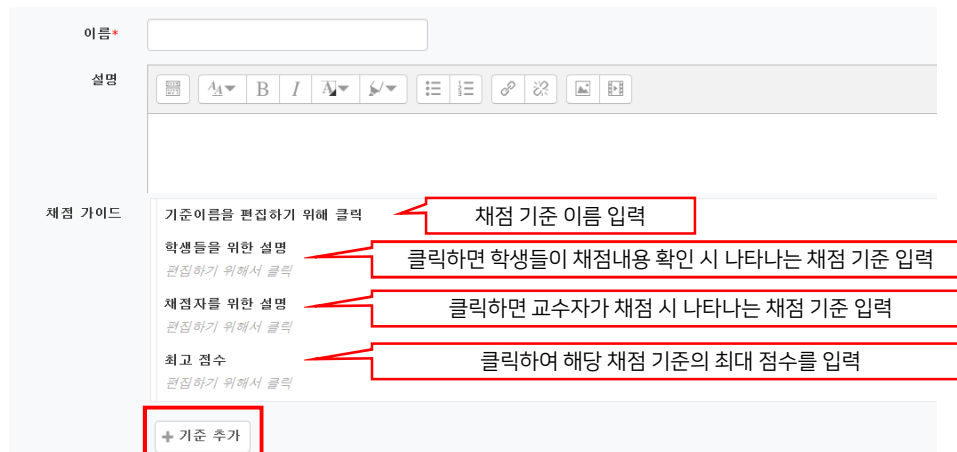 이름*
설명
B I
채점 가이드
기준이름을 편집하기 위해 클릭
채점 기준 이름 입력
학생들을 위한 설명
편집하기 위해서 클릭
클릭하면 학생들이 채점내용 확인 시 나타나는 채점 기준 입력
채점자를 위한 설명
편집하기 위해서 클릭
클릭하면 교수자가 채점 시 나타나는 채점 기준 입력
최고 점수
편집하기 위해서 클릭
클릭하여 해당 채점 기준의 최대 점수를 입력
+ 기준 추가